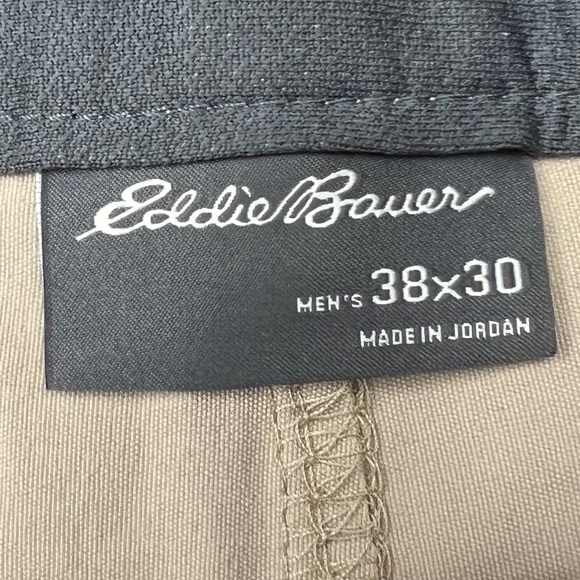 Eddie Bauer
MEN'S 38x30
MADE IN JORDAN